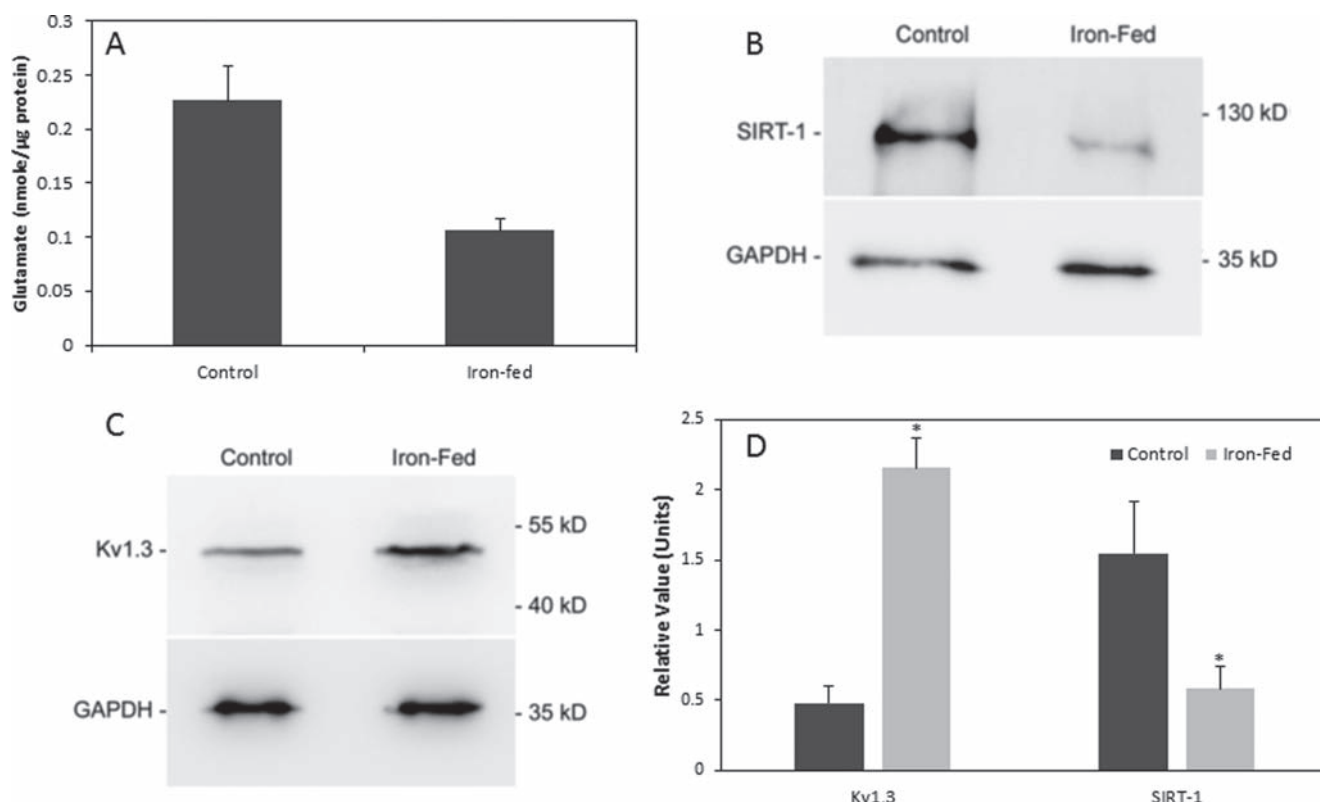 A
0.3
0.25
0.2
0.15
0.1
0.05
0
Glutamate (nmole/µg protein)
Control
Iron-fed
B
Control Iron-Fed
SIRT-1 -
- 130 kD
GAPDH -
- 35 kD
C
Control Iron-Fed
Kv1.3 -
- 55 kD
- 40 kD
GAPDH -
- 35 kD
D
2.5
2
1.5
1
0.5
0
Relative Value (Units)
Control Iron-Fed
*
*
Kv1.3
SIRT-1